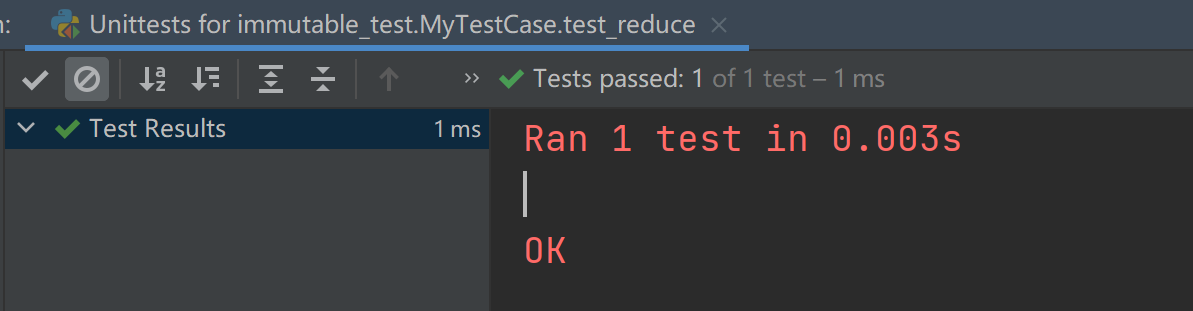 : Unittests for immutable_test.MyTestCase.test_reduce
Tests passed: 1 of 1 test – 1 ms
Test Results 1 ms
Ran 1 test in 0.003s
OK